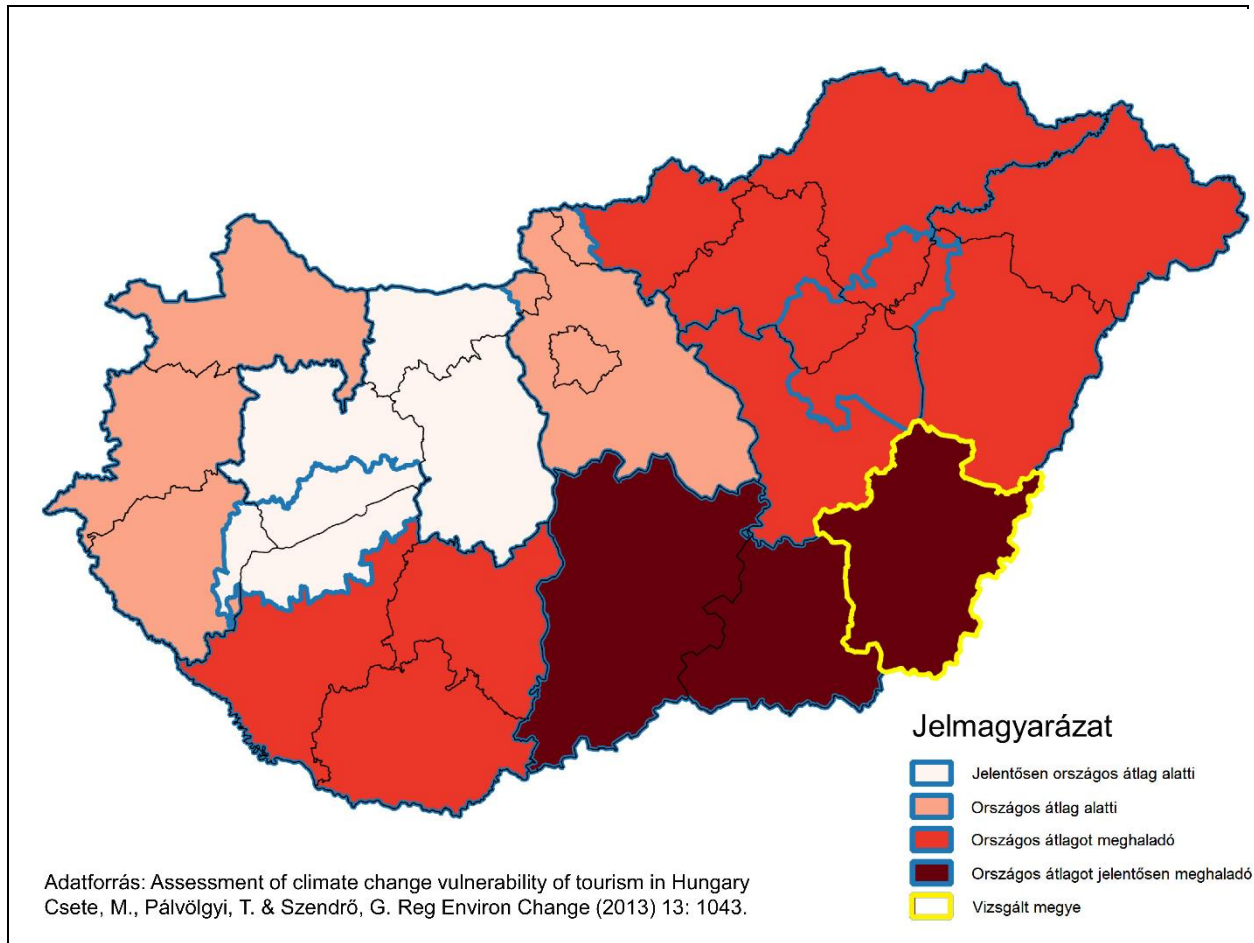 Jelmagyarázat
Jelentősen országos átlag alatti
Országos átlag alatti
Országos átlagot meghaladó
Országos átlagot jelentősen meghaladó
Vizsgált megye
Adatforrás: Assessment of climate change vulnerability of tourism in Hungary
Csete, M., Pálvölgyi, T. & Szendrő, G. Reg Environ Change (2013) 13: 1043.